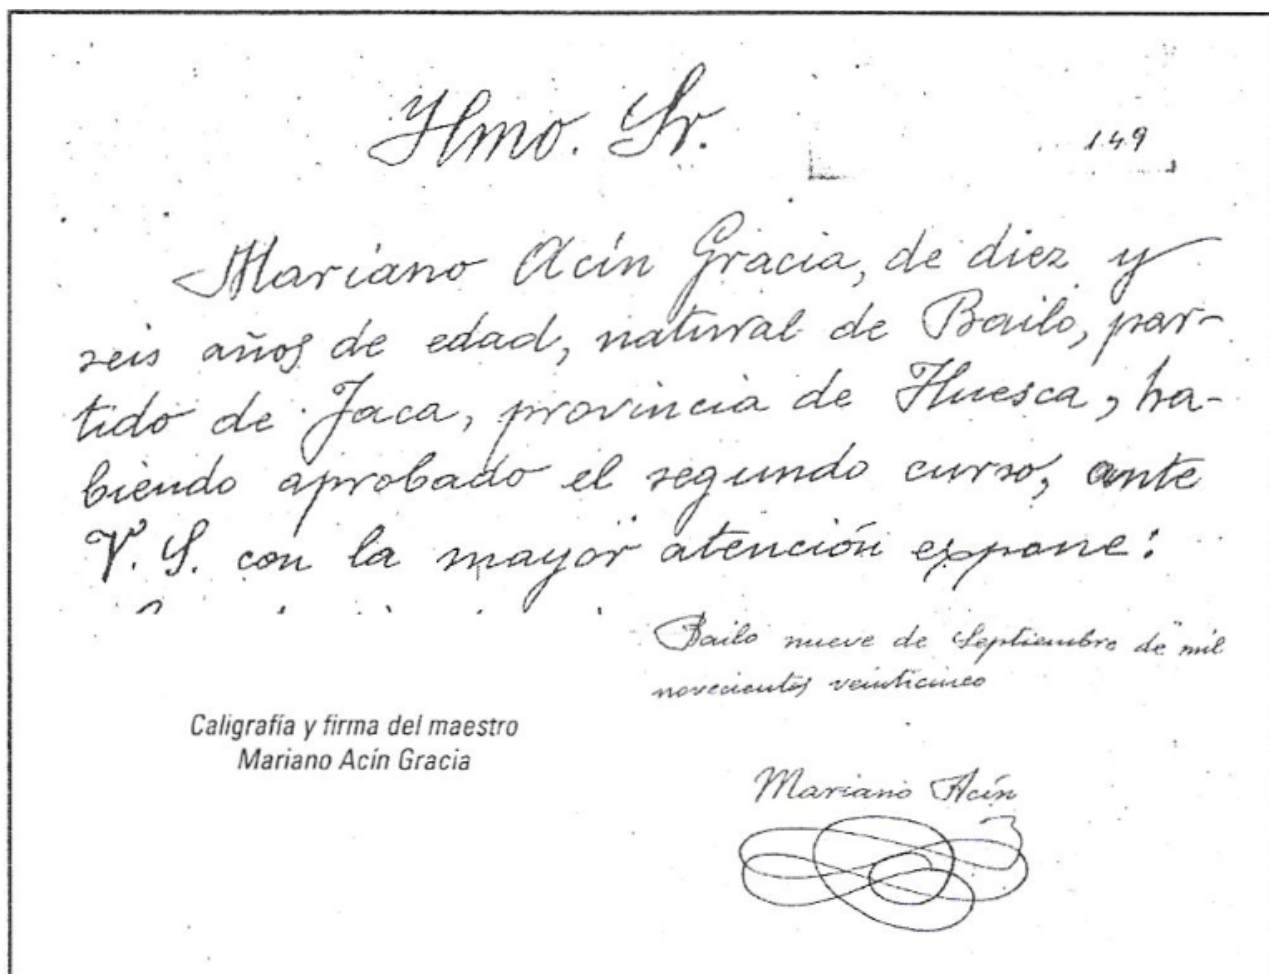 Ylmo. Sr.
149
Mariano Acín Gracia, de diez y
seis años de edad, natural de Bailo, par-
tido de Jaca, provincia de Huesca, ha-
biendo aprobado el segundo curso, ante
V. S. con la mayor atención expone:
Bailo nueve de Septiembre de mil
novecientos veinticinco
Caligrafía y firma del maestro
Mariano Acín Gracia
Mariano Acín